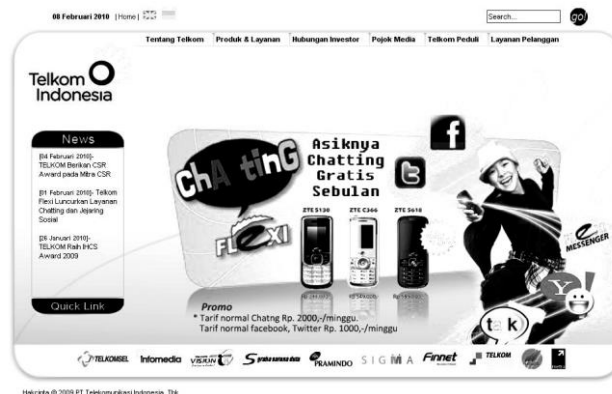 08 Februari 2010 | Home |
Search... go!
Tentang Telkom Produk & Layanan Hubungan Investor Pojok Media Telkom Peduli Layanan Pelanggan
Telkom
Indonesia
News
[04 Februari 2010]-
TELKOM Berikan CSR
Award pada Mitra CSR
[01 Februari 2010]- Telkom
Flexi Luncurkan Layanan
Chatting dan Jejaring
Sosial
[26 Januari 2010]-
TELKOM Raih IHCS
Award 2009
Quick Link
chAtinG
FLEXI
Asiknya
Chatting
Gratis
Sebulan
ZTE S130 ZTE C366 ZTE S610
MESSENGER
Y!
talk
Promo
* Tarif normal Chatng Rp. 2000,-/minggu.
Tarif normal facebook, Twitter Rp 1000,-/minggu
TELKOMSEL Infomedia VISION PRAMINDO SIGMA Finnet TELKOM
Hakcipta @ 2009 PT Telekomunikasi Indonesia, Tbk